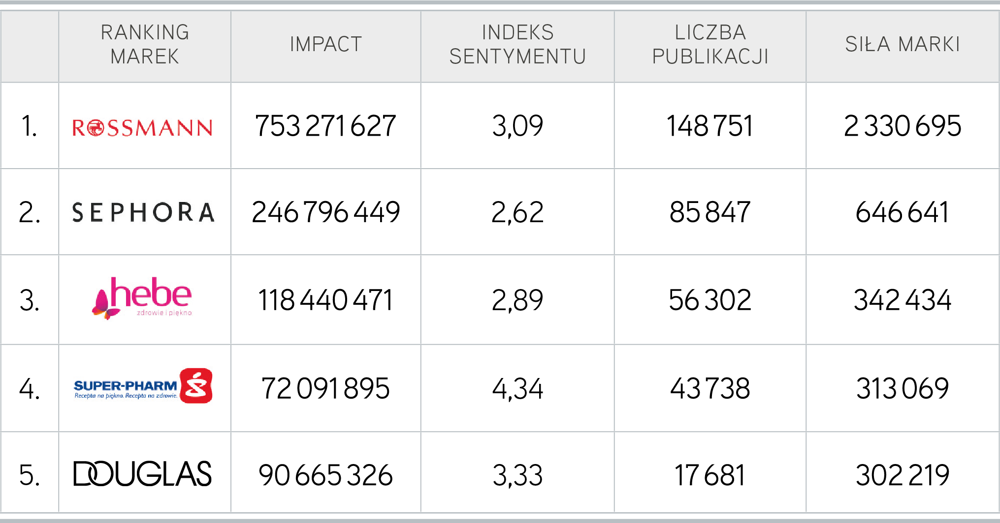 RANKING
MAREK
IMPACT
INDEKS
SENTYMENTU
LICZBA
PUBLIKACJI
SIŁA MARKI
1.
ROSSMANN
753 271 627
3,09
148 751
2 330 695
2.
SEPHORA
246 796 449
2,62
85 847
646 641
3.
hebe
zdrowie i piękno
118 440 471
2,89
56 302
342 434
4.
SUPER-PHARM
Recepta na piękno. Recepta na zdrowie.
72 091 895
4,34
43 738
313 069
5.
DOUGLAS
90 665 326
3,33
17 681
302 219